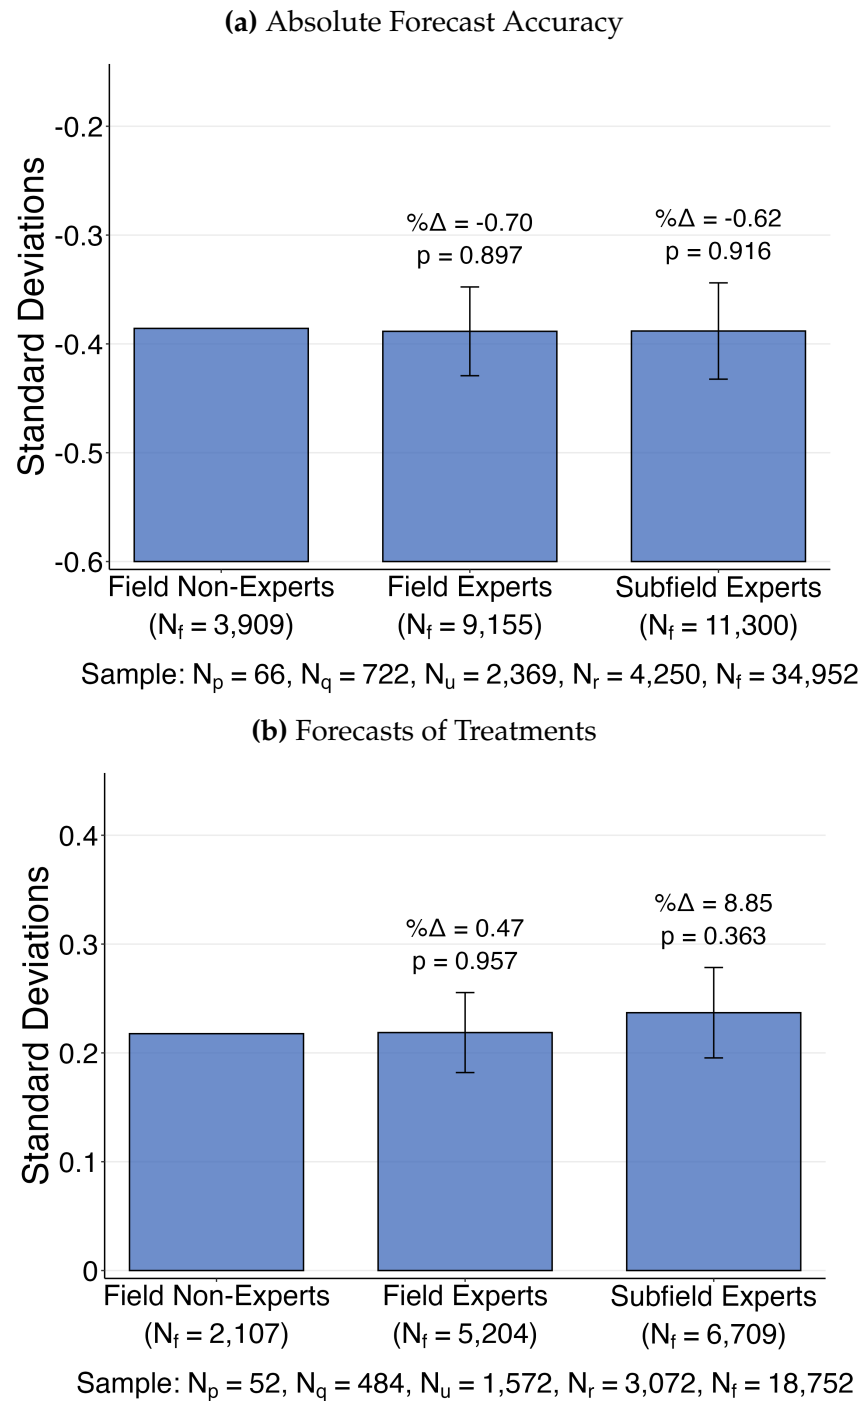 (a) Absolute Forecast Accuracy
Standard Deviations
-0.2
-0.3
-0.4
-0.5
-0.6
%Δ = -0.70
p = 0.897
%Δ = -0.62
p = 0.916
Field Non-Experts
(Nf = 3,909)
Field Experts
(Nf = 9,155)
Subfield Experts
(Nf = 11,300)
Sample: Np = 66, Nq = 722, Nu = 2,369, Nr = 4,250, Nf = 34,952
(b) Forecasts of Treatments
Standard Deviations
0.4
0.3
0.2
0.1
0
%Δ = 0.47
p = 0.957
%Δ = 8.85
p = 0.363
Field Non-Experts
(Nf = 2,107)
Field Experts
(Nf = 5,204)
Subfield Experts
(Nf = 6,709)
Sample: Np = 52, Nq = 484, Nu = 1,572, Nr = 3,072, Nf = 18,752